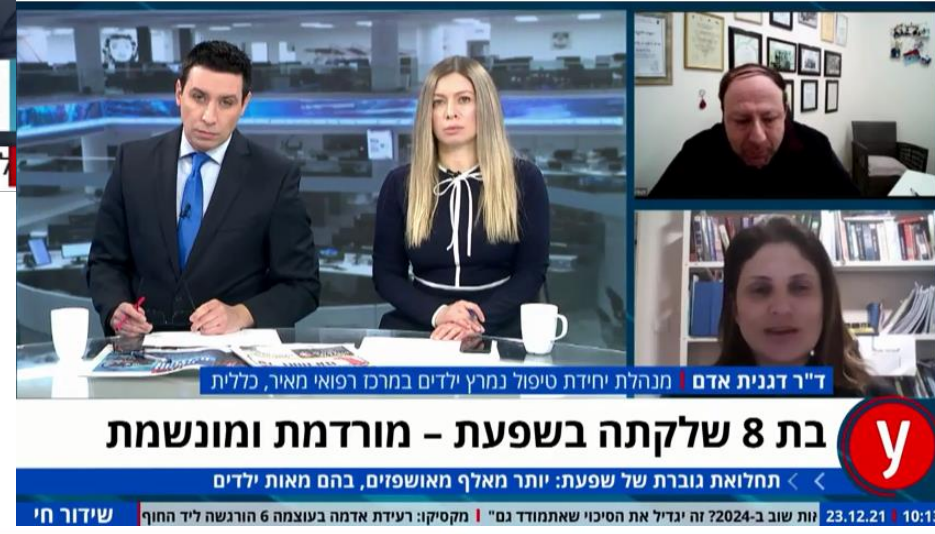 ד"ר דגנית אדם | מנהלת יחידת טיפול נמרץ ילדים במרכז רפואי מאיר, כללית
בת 8 שלקתה בשפעת – מורדמת ומונשמת
y
תחלואת גוברת של שפעת: יותר מאלף מאושפזים, בהם מאות ילדים
שידור חי
אות שוב ב-2024? זה יגדיל את הסיכוי שאתמודד גם" | מקסיקו: רעידת אדמה בעוצמה 6 הורגשה ליד החוף
23.12.21 | 10:13